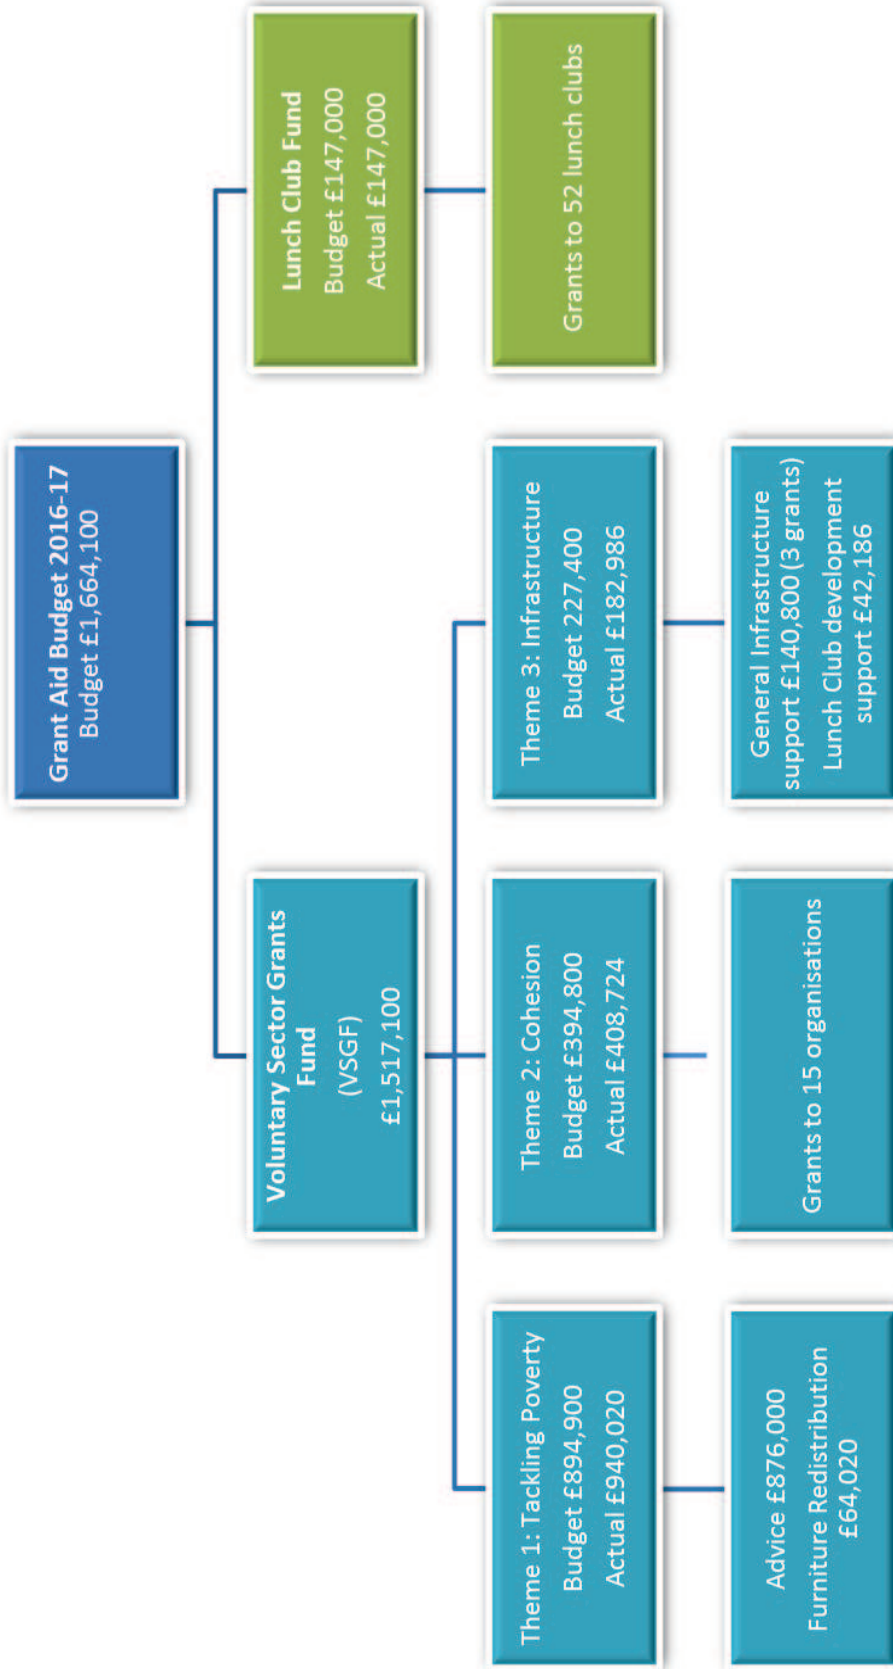 Grant Aid Budget 2016-17
Budget £1,664,100
Voluntary Sector Grants
Fund
(VSGF)
£1,517,100
Lunch Club Fund
Budget £147,000
Actual £147,000
Theme 1: Tackling Poverty
Budget £894,900
Actual £940,020
Theme 2: Cohesion
Budget £394,800
Actual £408,724
Theme 3: Infrastructure
Budget 227,400
Actual £182,986
Grants to 52 lunch clubs
Advice £876,000
Furniture Redistribution
£64,020
Grants to 15 organisations
General Infrastructure
support £140,800 (3 grants)
Lunch Club development
support £42,186